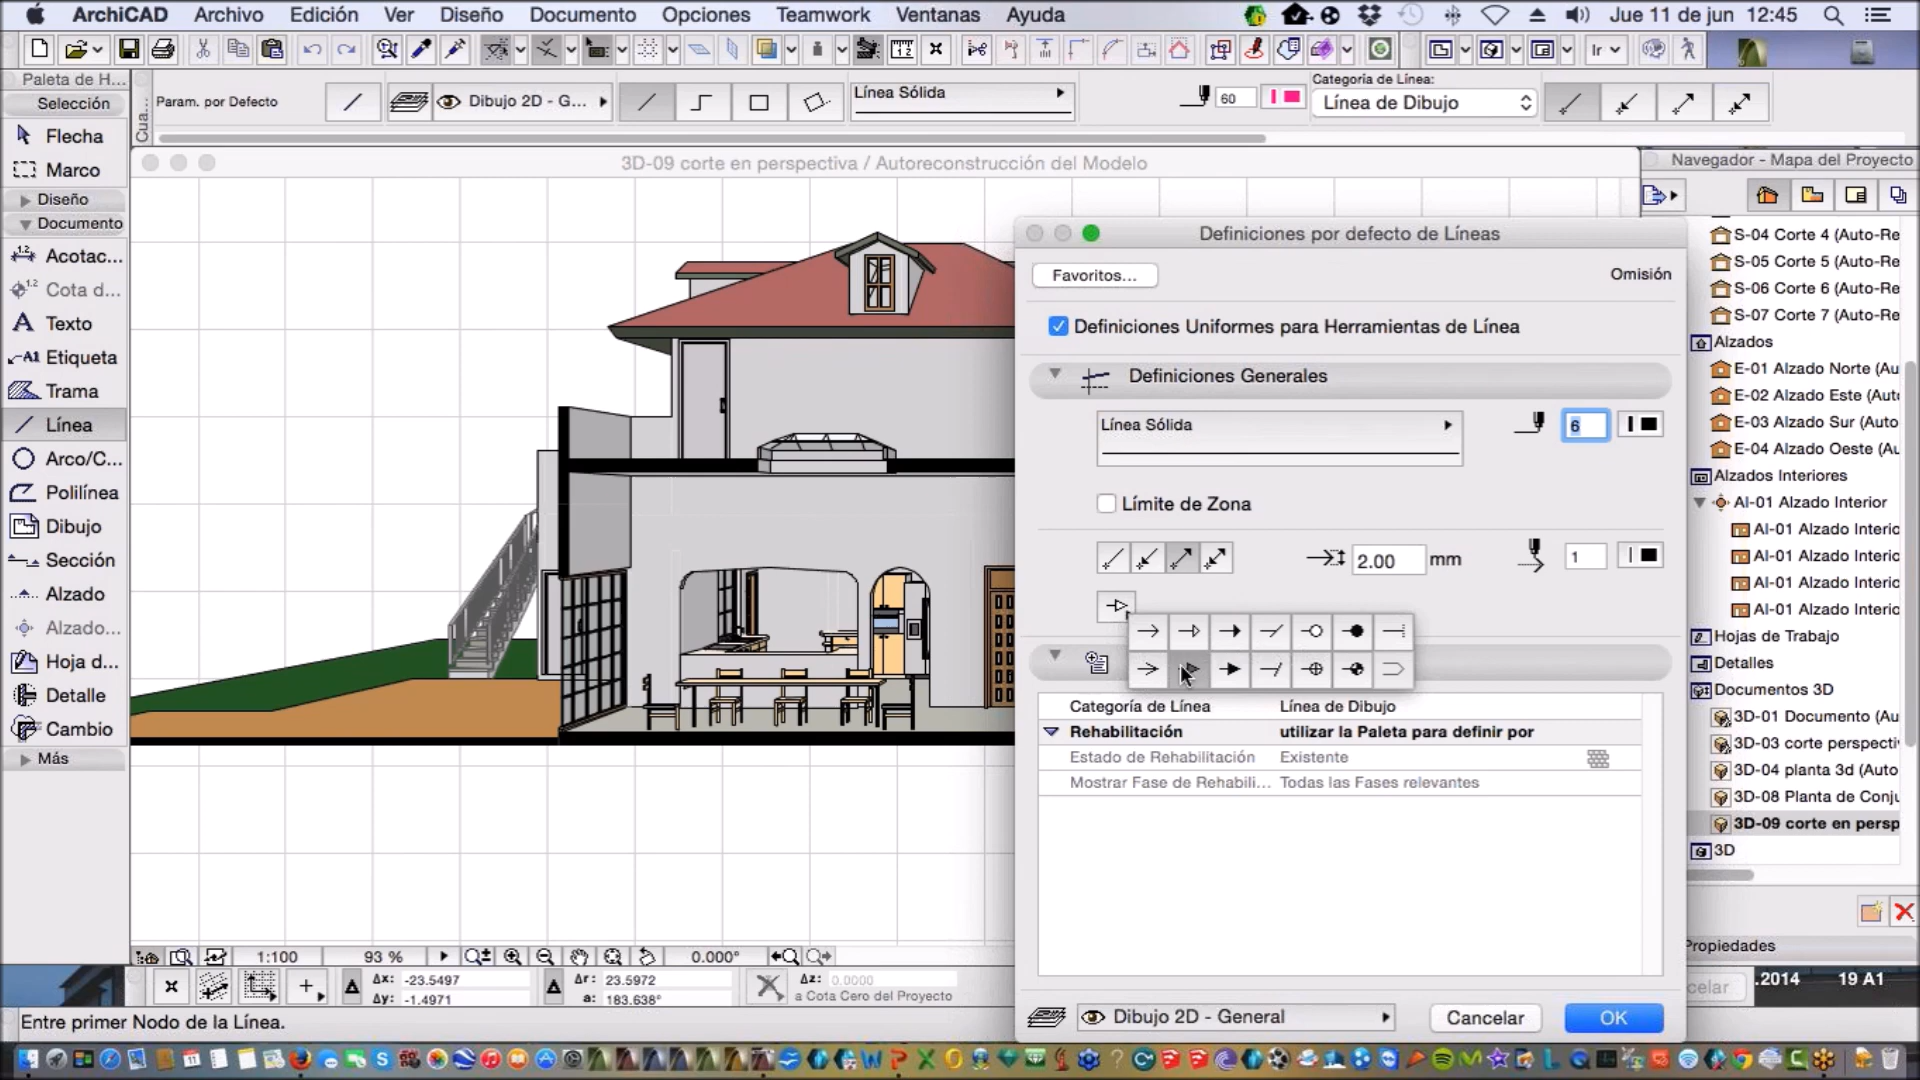 ArchiCAD Archivo Edición Ver Diseño Documento Opciones Teamwork Ventanas Ayuda Jue 11 de jun 12:45
Paleta de H...
Selección
Flecha
Marco
Diseño
Documento
Acotac...
Cota d...
Texto
Etiqueta
Trama
Línea
Arco/C...
Polilínea
Dibujo
Sección
Alzado
Alzado...
Hoja d...
Detalle
Cambio
Más
Cua...
Param. por Defecto
Dibujo 2D - G...
Línea Sólida
60
Categoría de Línea:
Línea de Dibujo
3D-09 corte en perspectiva / Autoreconstrucción del Modelo
Definiciones por defecto de Líneas
Favoritos...
Omisión
Definiciones Uniformes para Herramientas de Línea
Definiciones Generales
Línea Sólida
6
Límite de Zona
2.00 mm
1
Categoría de Línea Línea de Dibujo
Rehabilitación utilizar la Paleta para definir por
Estado de Rehabilitación Existente
Mostrar Fase de Rehabili... Todas las Fases relevantes
Dibujo 2D - General
Cancelar
OK
Navegador - Mapa del Proyecto
S-04 Corte 4 (Auto-Re
S-05 Corte 5 (Auto-Re
S-06 Corte 6 (Auto-Re
S-07 Corte 7 (Auto-Re
Alzados
E-01 Alzado Norte (Au
E-02 Alzado Este (Auto
E-03 Alzado Sur (Auto
E-04 Alzado Oeste (Au
Alzados Interiores
AI-01 Alzado Interior
AI-01 Alzado Interio
AI-01 Alzado Interio
AI-01 Alzado Interio
AI-01 Alzado Interio
Hojas de Trabajo
Detalles
Documentos 3D
3D-01 Documento (Au
3D-03 corte perspecti
3D-04 planta 3d (Auto
3D-08 Planta de Conju
3D-09 corte en persp
3D
Propiedades
celar
.2014 19 A1
1:100 93 % 0.000°
Δx: -23.5497
Δy: -1.4971
Δr: 23.5972
a: 183.638°
Δz: 0.0000
a Cota Cero del Proyecto
Entre primer Nodo de la Línea.